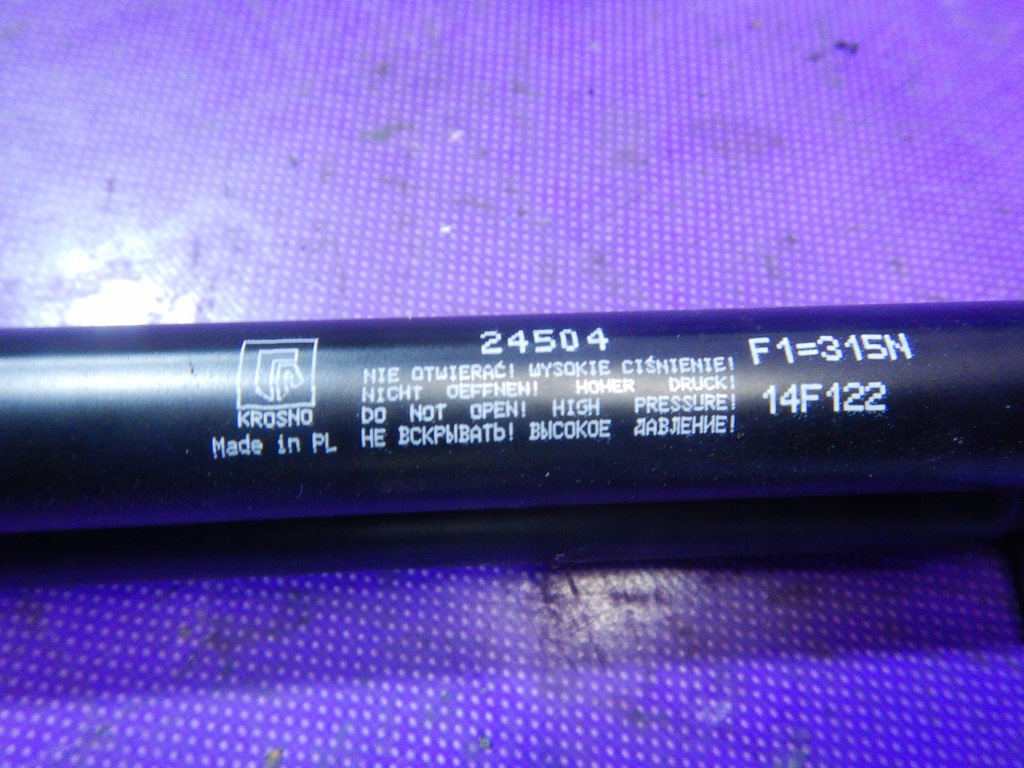 24504
KROSNO
Made in PL
NIE OTWIERAĆ! WYSOKIE CIŚNIENIE!
NICHT OEFFNEN! HOHER DRUCK!
DO NOT OPEN! HIGH PRESSURE!
НЕ ВСКРЫВАТЬ! ВЫСОКОЕ ДАВЛЕНИЕ!
F1=315N
14F122